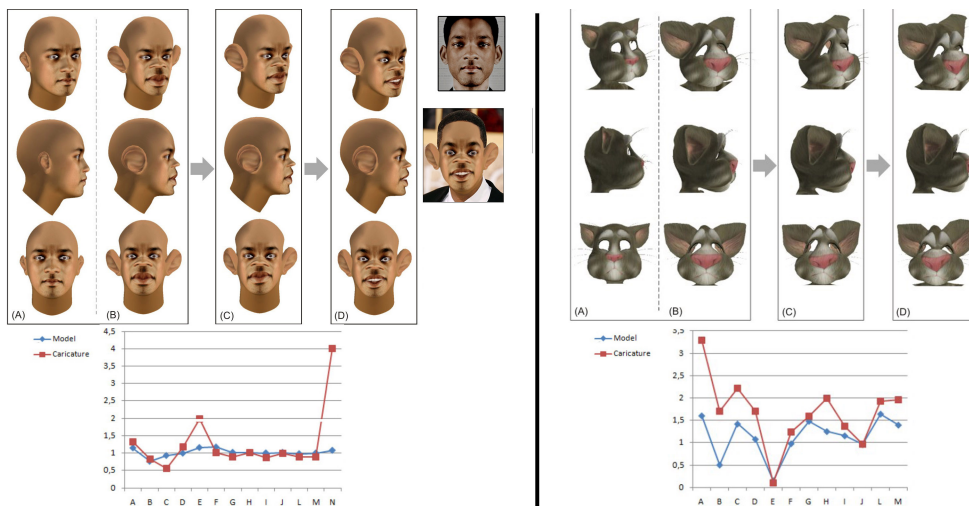 (A)
(B)
(C)
(D)
Model
Caricature
4,5
4
3,5
3
2,5
2
1,5
1
0,5
0
A B C D E F G H I J L M N
(A)
(B)
(C)
(D)
Model
Caricature
3,5
3
2,5
2
1,5
1
0,5
0
A B C D E F G H I J L M